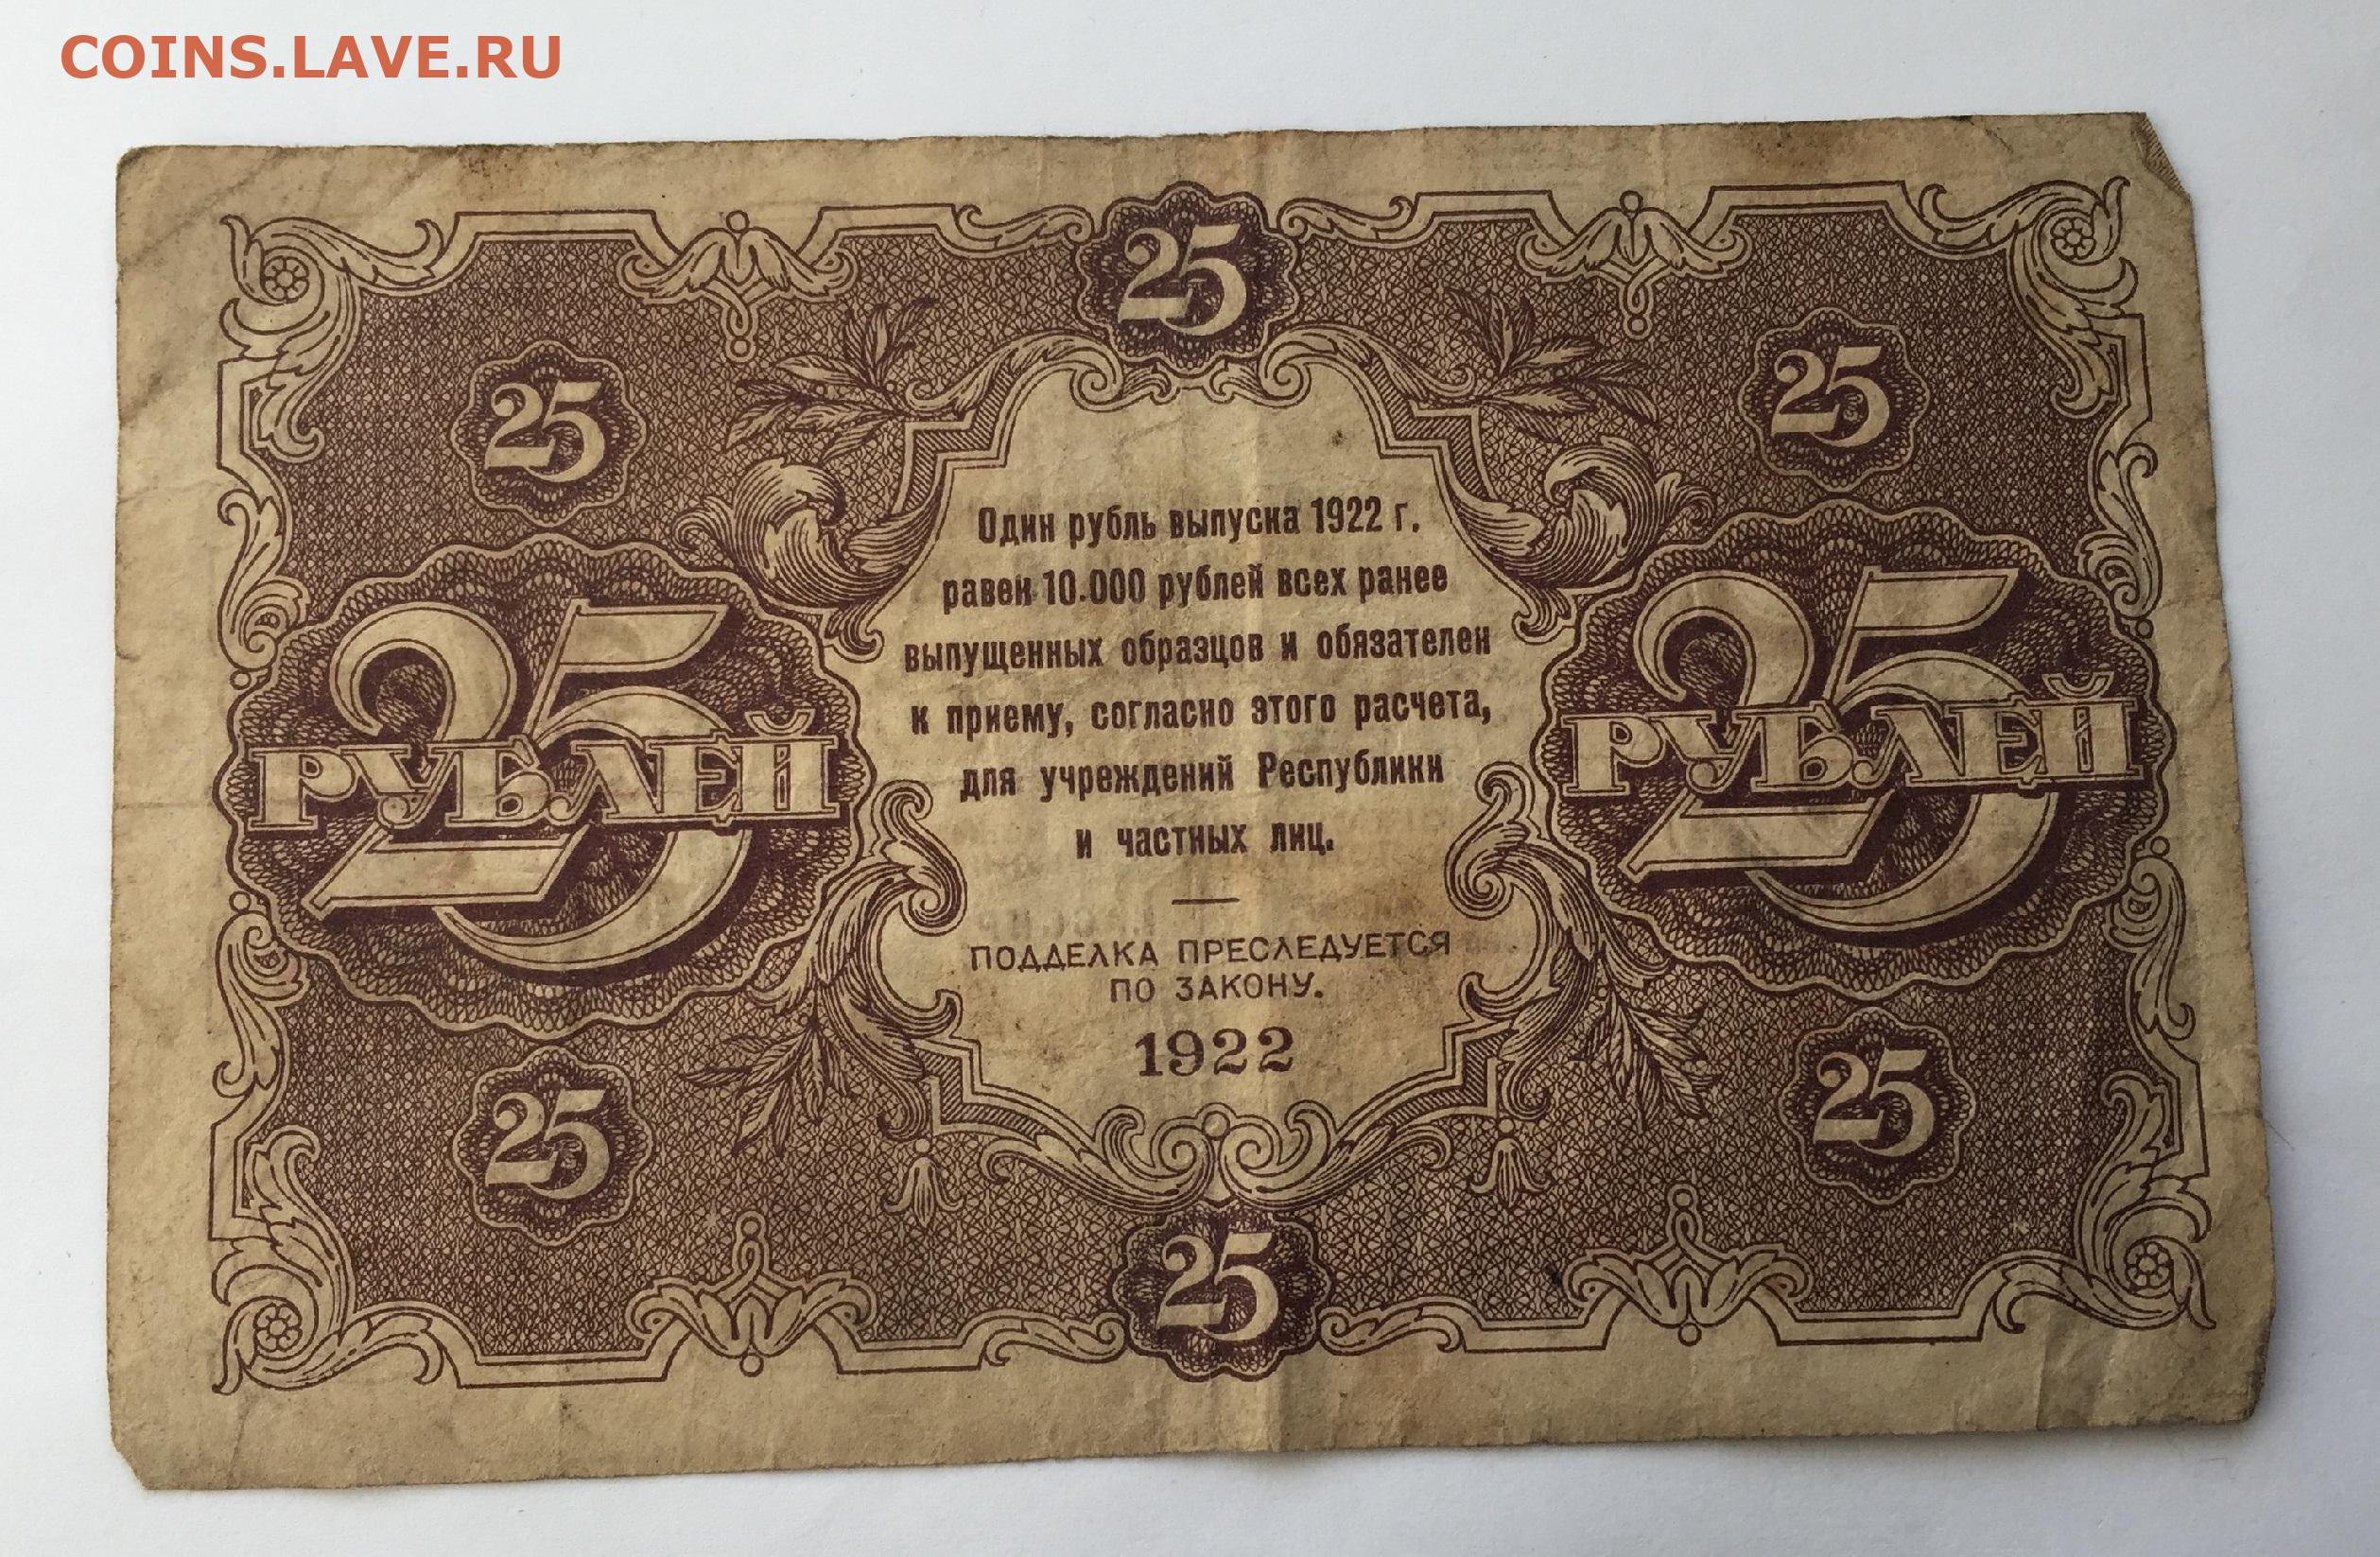 COINS.LAVE.RU
25
25
25
Один рубль выпуска 1922 г.
равен 10.000 рублей всех ранее
выпущенных образцов и обязателен
к приему, согласно этого расчета,
для учреждений Республики
и частных лиц.
25
РУБЛЕЙ
25
РУБЛЕЙ
ПОДДЕЛКА ПРЕСЛЕДУЕТСЯ
ПО ЗАКОНУ.
1922
25
25
25